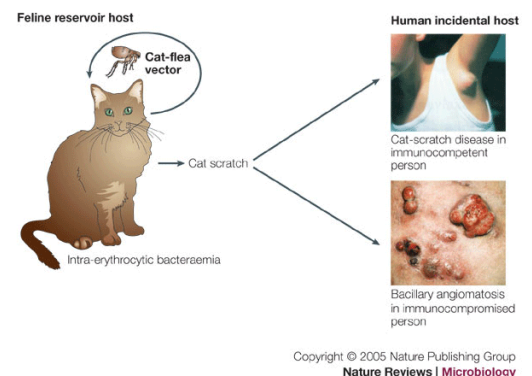 Feline reservoir host
Cat-flea
vector
Cat scratch
Intra-erythrocytic bacteraemia
Human incidental host
Cat-scratch disease in
immunocompetent
person
Bacillary angiomatosis
in immunocompromised
person
Copyright © 2005 Nature Publishing Group
Nature Reviews | Microbiology